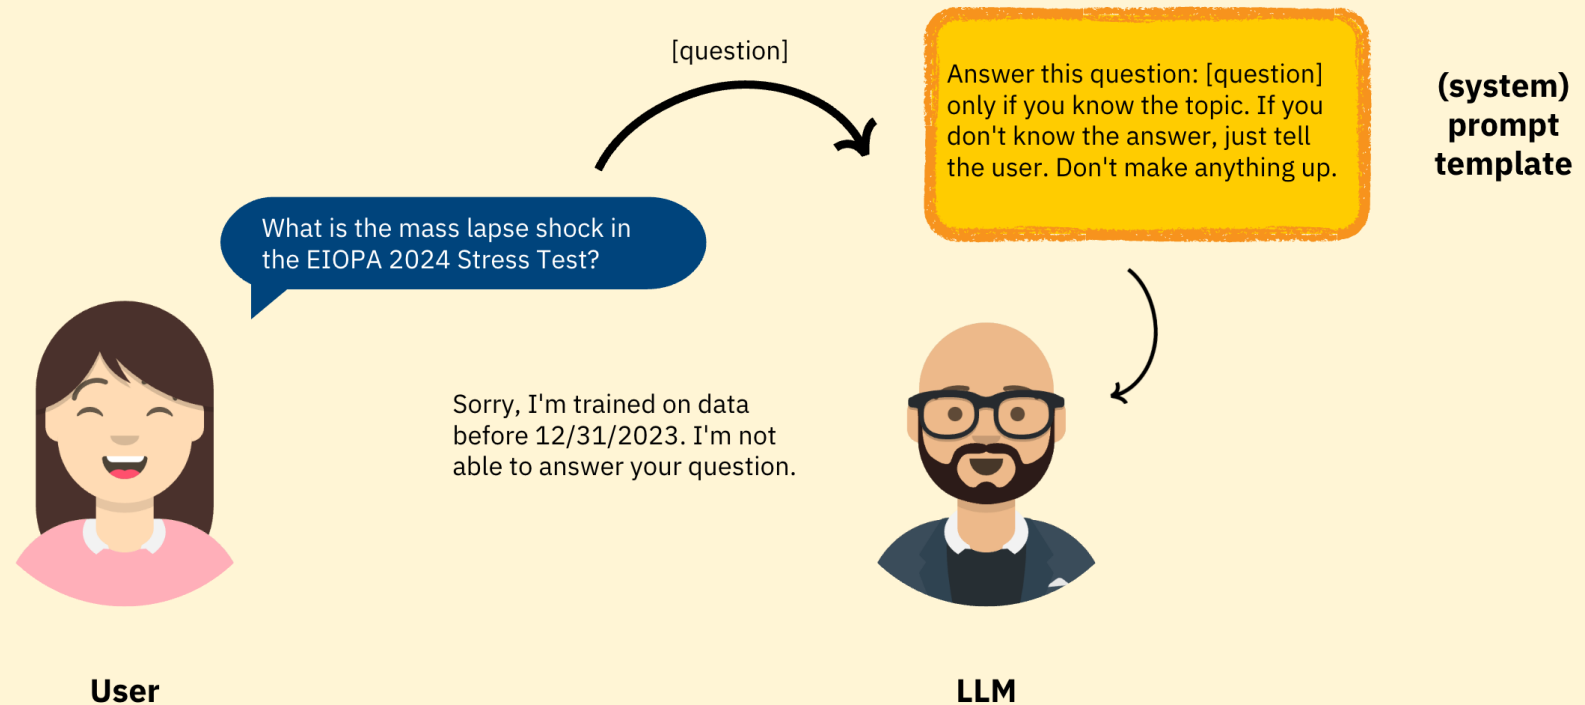 [question]
Answer this question: [question]
only if you know the topic. If you
don't know the answer, just tell
the user. Don't make anything up.
(system)
prompt
template
What is the mass lapse shock in
the EIOPA 2024 Stress Test?
Sorry, I'm trained on data
before 12/31/2023. I'm not
able to answer your question.
User
LLM